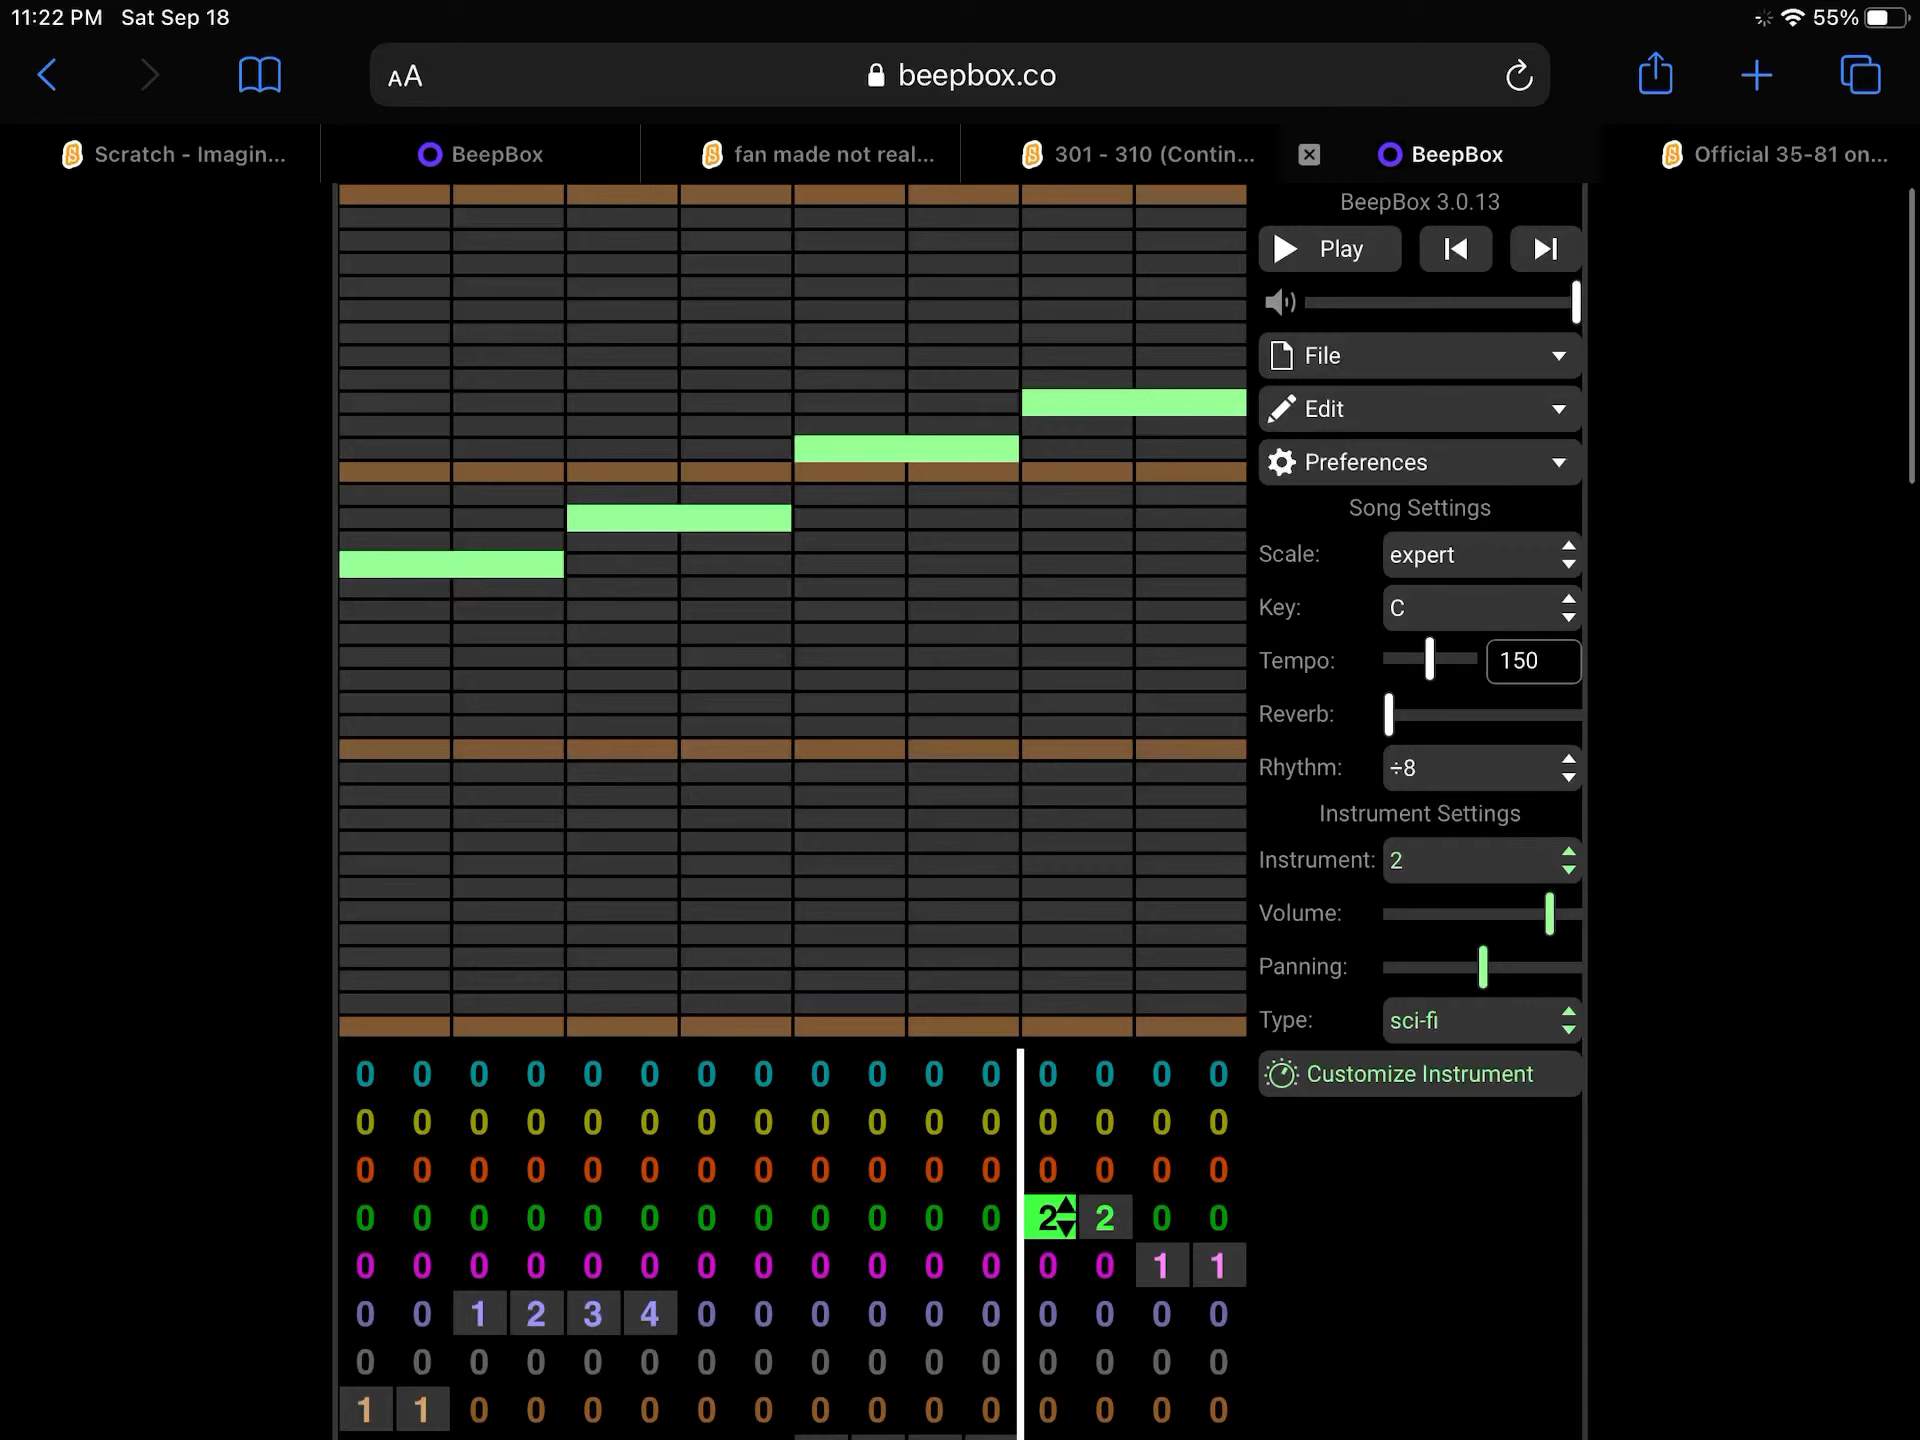 11:22 PM Sat Sep 18
55%
AA
beepbox.co
Scratch - Imagin...
BeepBox
fan made not real...
301 - 310 (Contin...
BeepBox
Official 35-81 on...
BeepBox 3.0.13
Play
File
Edit
Preferences
Song Settings
Scale: expert
Key: C
Tempo: 150
Reverb:
Rhythm: ÷8
Instrument Settings
Instrument: 2
Volume:
Panning:
Type: sci-fi
Customize Instrument
0 0 0 0 0 0 0 0 0 0 0 0 0 0 0 0
0 0 0 0 0 0 0 0 0 0 0 0 0 0 0 0
0 0 0 0 0 0 0 0 0 0 0 0 0 0 0 0
0 0 0 0 0 0 0 0 0 0 0 0 2 2 0 0
0 0 0 0 0 0 0 0 0 0 0 0 0 0 1 1
0 0 1 2 3 4 0 0 0 0 0 0 0 0 0 0
0 0 0 0 0 0 0 0 0 0 0 0 0 0 0 0
1 1 0 0 0 0 0 0 0 0 0 0 0 0 0 0